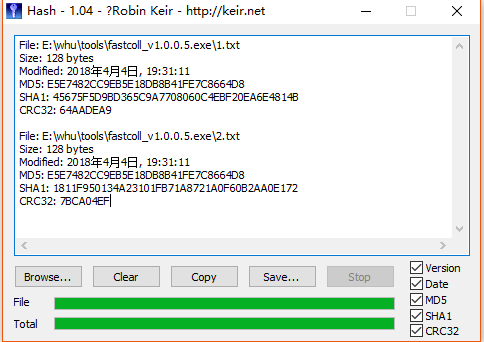 Hash - 1.04 - ?Robin Keir - http://keir.net
File: E:\whu\tools\fastcoll_v1.0.0.5.exe\1.txt
Size: 128 bytes
Modified: 2018年4月4日, 19:31:11
MD5: E5E7482CC9EB5E18DB8B41FE7C8664D8
SHA1: 45675F5D9BD365C9A7708060C4EBF20EA6E4814B
CRC32: 64AADEA9
File: E:\whu\tools\fastcoll_v1.0.0.5.exe\2.txt
Size: 128 bytes
Modified: 2018年4月4日, 19:31:11
MD5: E5E7482CC9EB5E18DB8B41FE7C8664D8
SHA1: 1811F950134A23101FB71A8721A0F60B2AA0E172
CRC32: 7BCA04EF
Browse... Clear Copy Save... Stop
Version
Date
File
MD5
Total
SHA1
CRC32